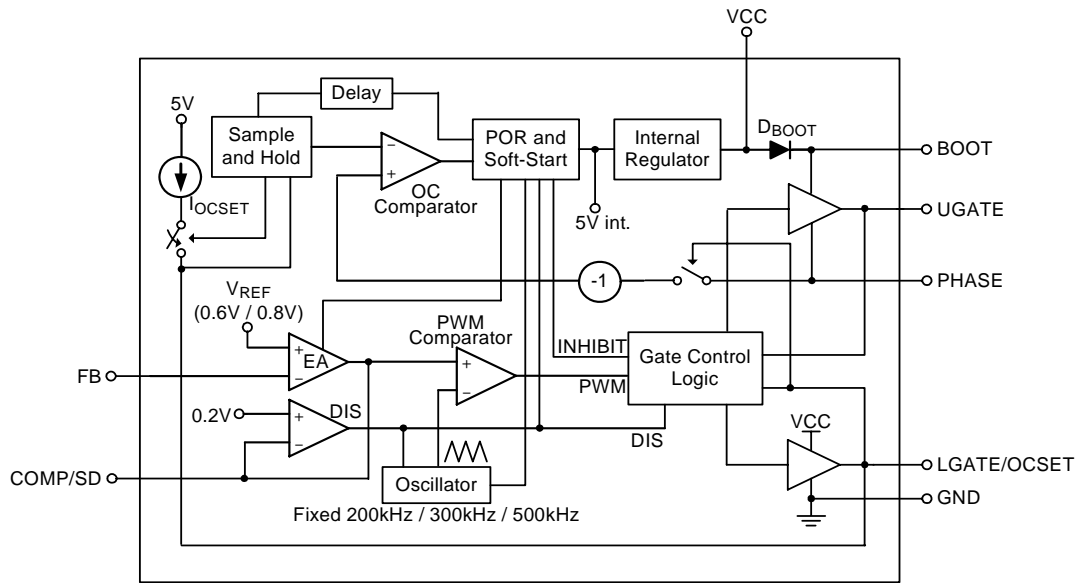 VCC
5V
Delay
Sample
and Hold
POR and
Soft-Start
Internal
Regulator
DBOOT
BOOT
−
+
OC
Comparator
IOCSET
5V int.
UGATE
-1
PHASE
VREF
(0.6V / 0.8V)
PWM
Comparator
+
EA
−
+
−
INHIBIT
PWM
Gate Control
Logic
FB
0.2V
+
−
DIS
DIS
VCC
COMP/SD
Oscillator
LGATE/OCSET
GND
Fixed 200kHz / 300kHz / 500kHz